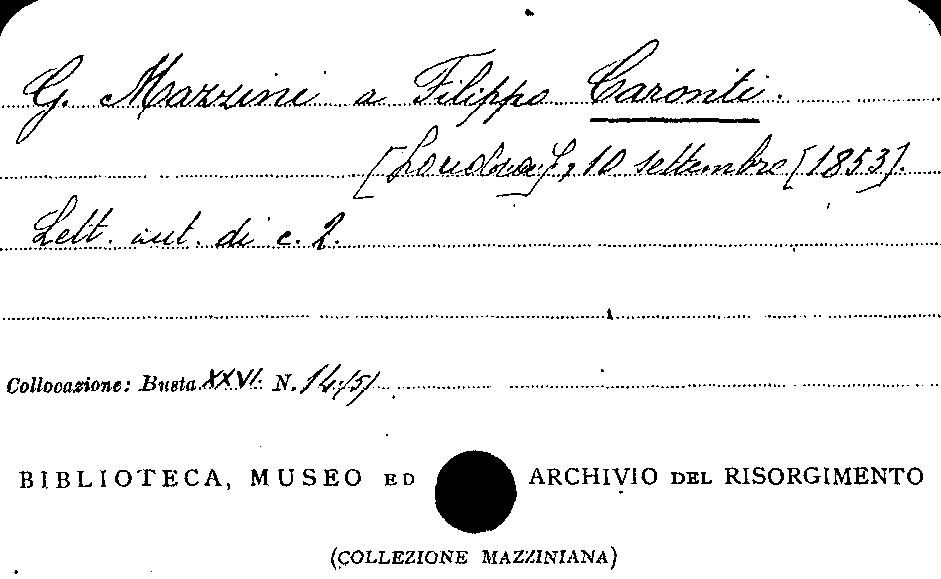 G. Mazzini a Filippo Caronti.
[Londra], 10 settembre [1853].
Lett. aut. di c. 2.
Collocazione: Busta XXVI. N. 14/5/
BIBLIOTECA, MUSEO ED ARCHIVIO DEL RISORGIMENTO
(COLLEZIONE MAZZINIANA)